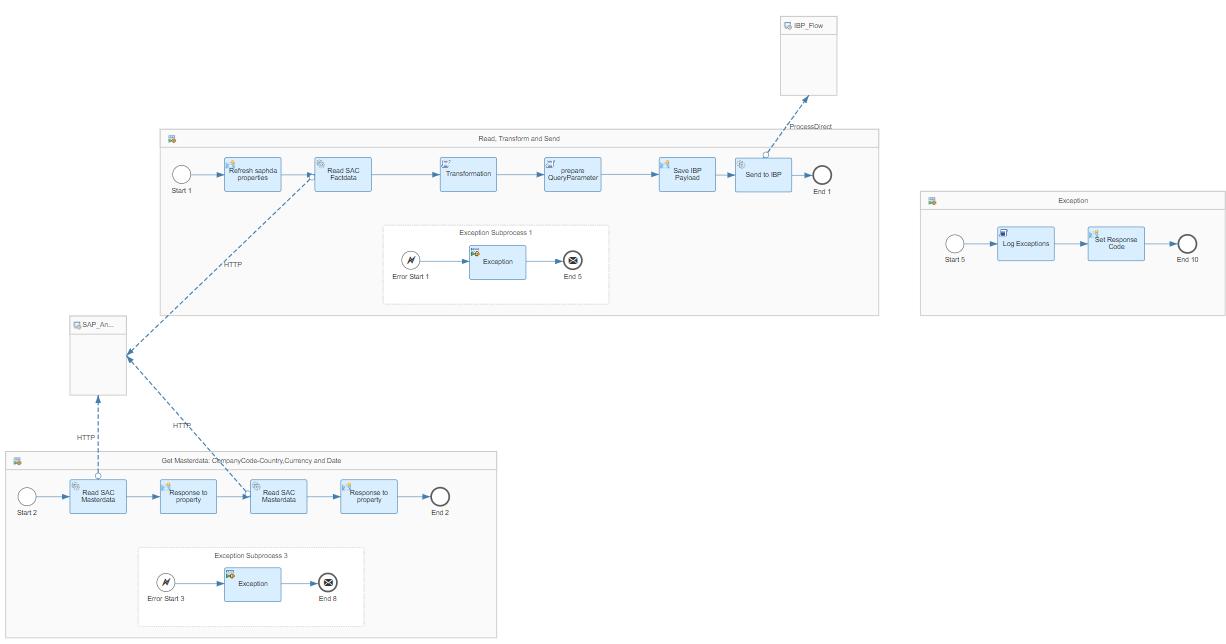 IBP_Flow
ProcessDirect
Read, Transform and Send
Start 1
Refresh saphda
properties
Read SAC
Factdata
Transformation
prepare
QueryParameter
Save IBP
Payload
Send to IBP
End 1
Exception Subprocess 1
Error Start 1
Exception
End 5
HTTP
Exception
Start 5
Log Exceptions
Set Response
Code
End 10
SAP_An...
HTTP
HTTP
Get Masterdata: CompanyCode-Country,Currency and Date
Start 2
Read SAC
Masterdata
Response to
property
Read SAC
Masterdata
Response to
property
End 2
Exception Subprocess 3
Error Start 3
Exception
End 8